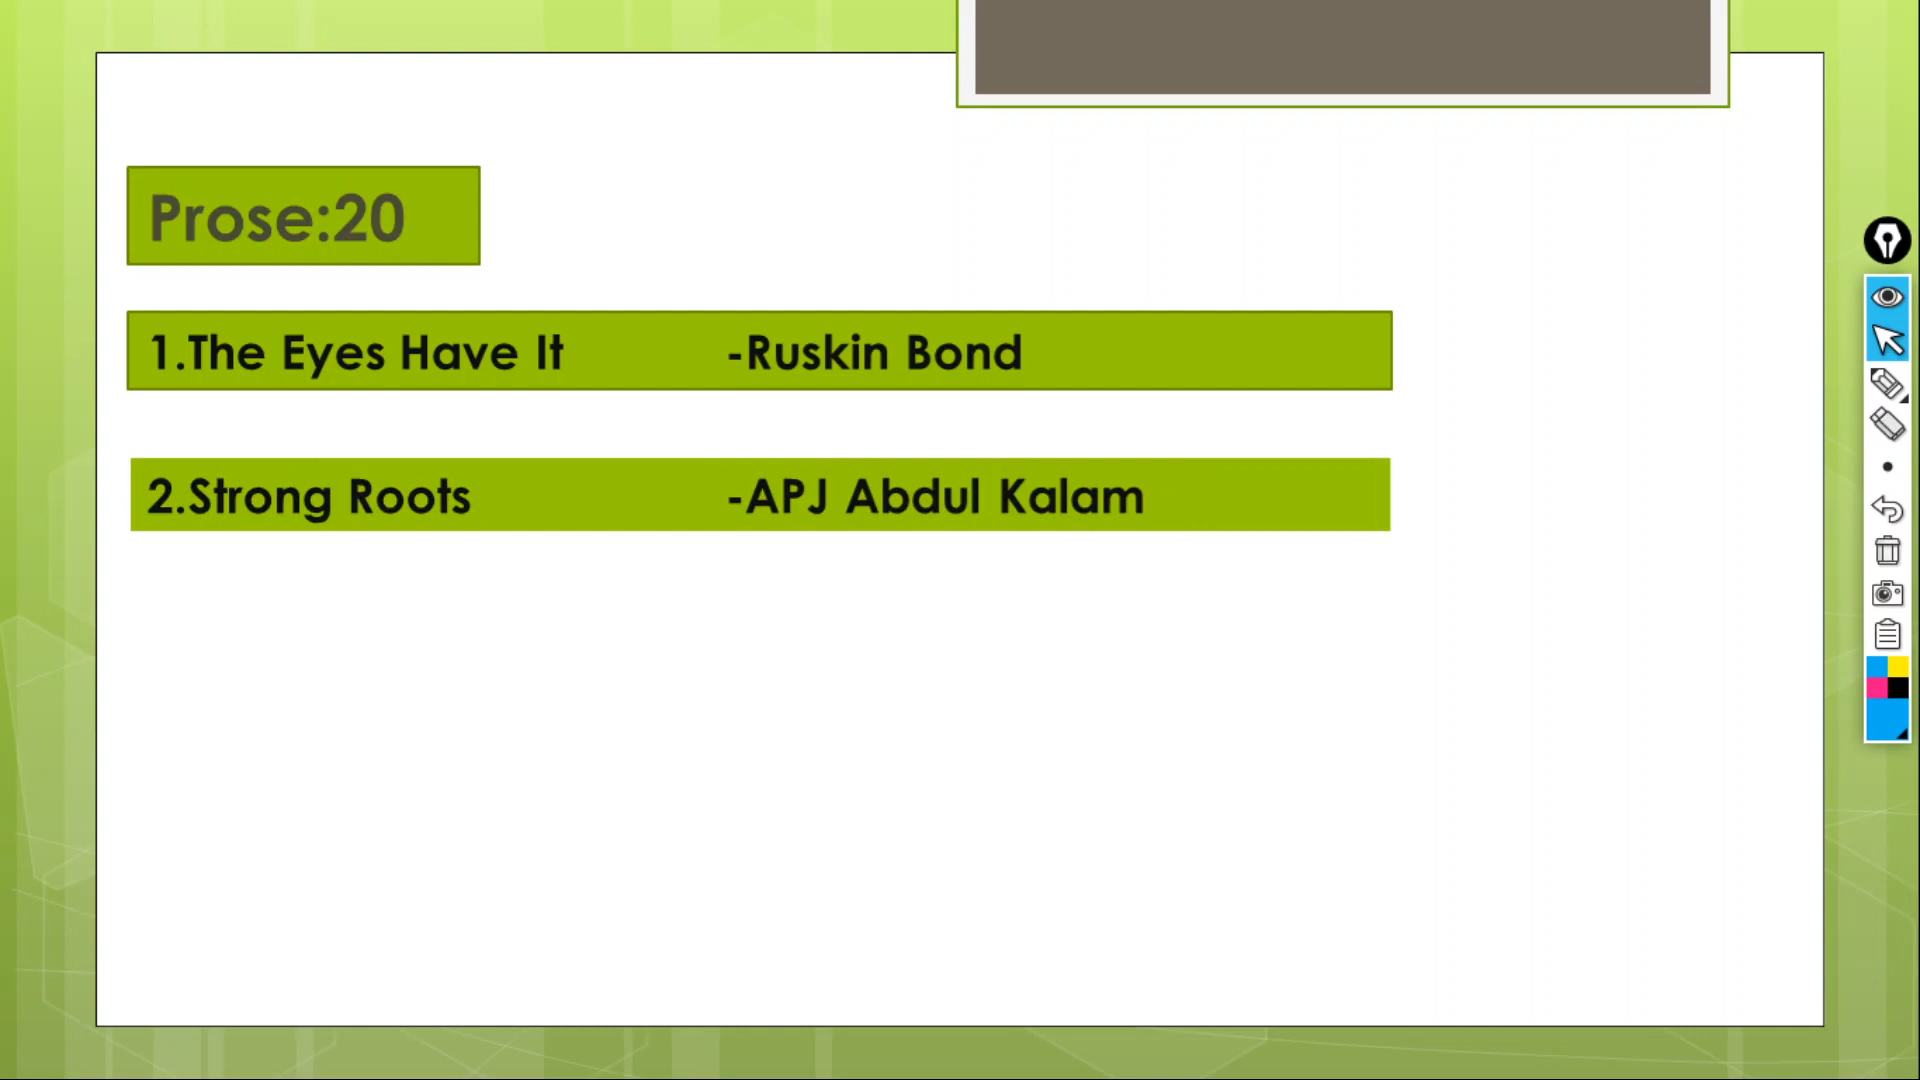 Prose:20
1.The Eyes Have It -Ruskin Bond
2.Strong Roots -APJ Abdul Kalam